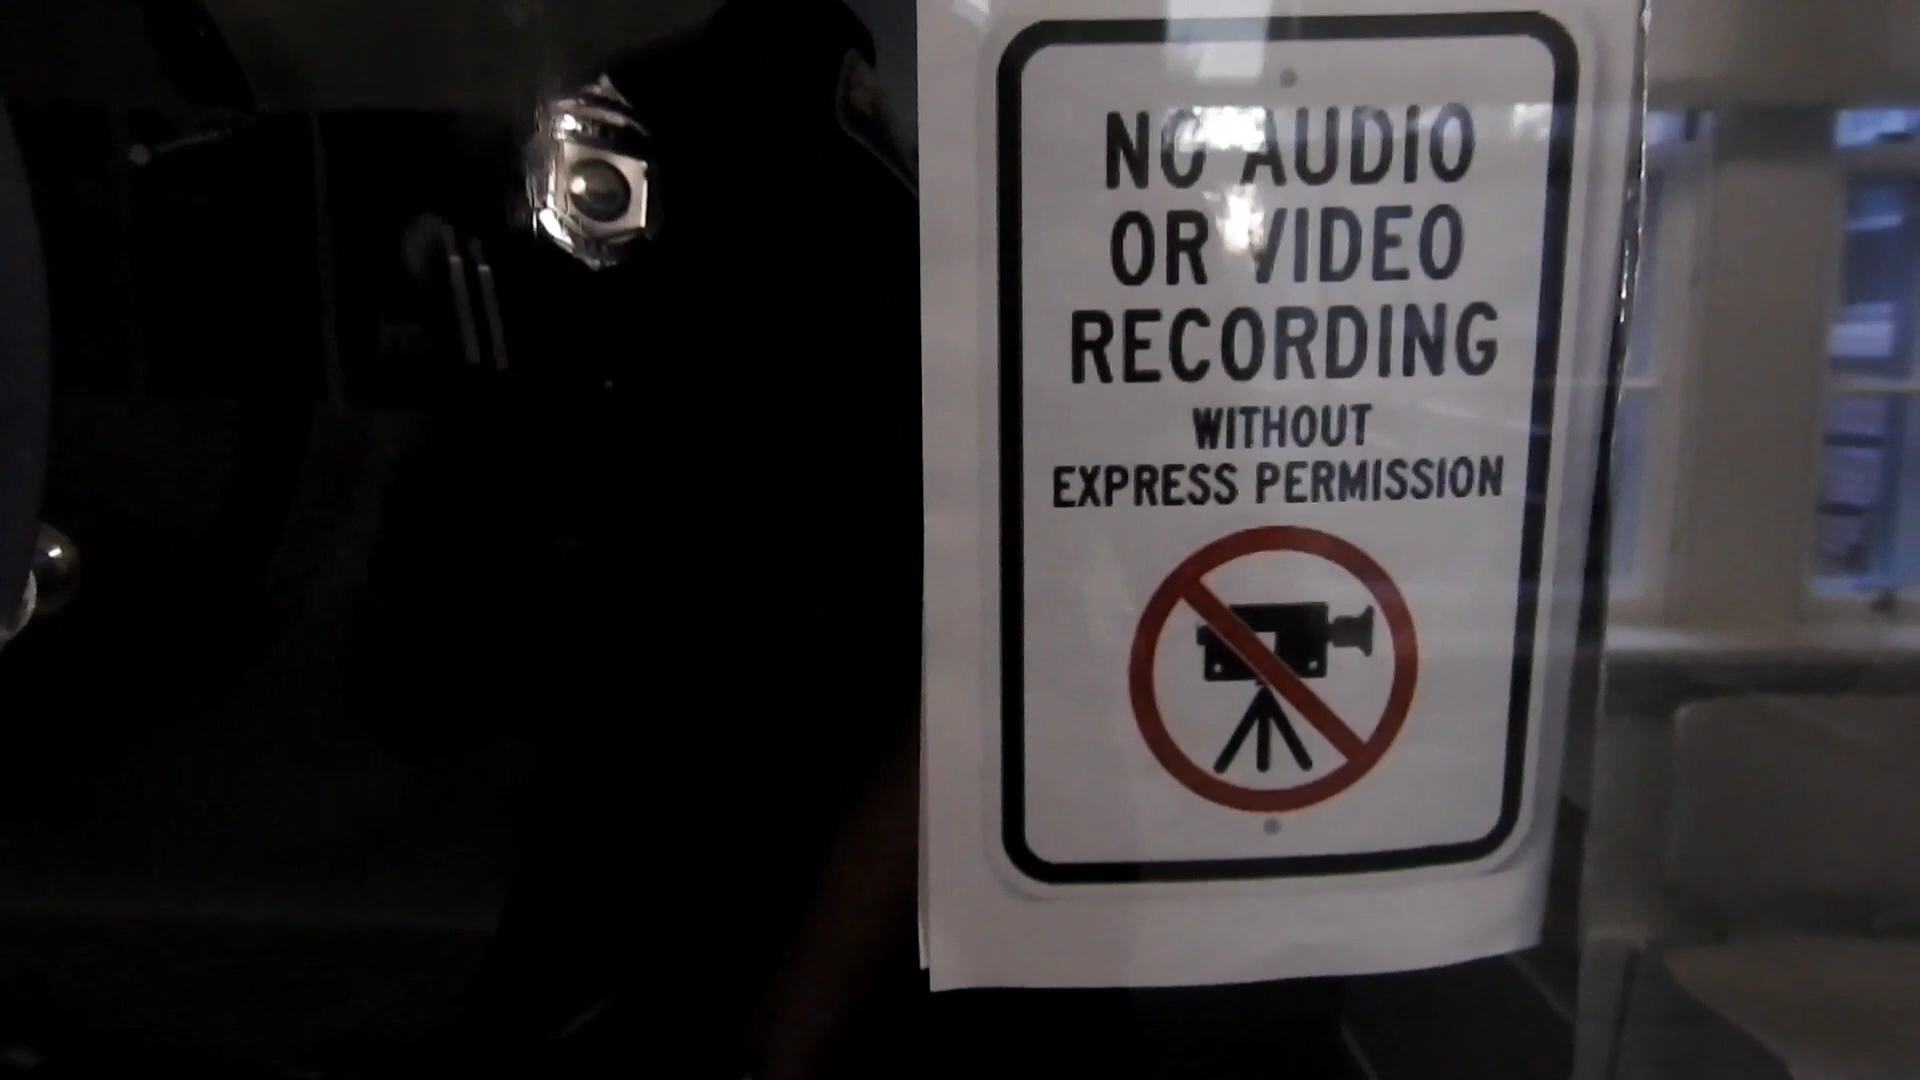 NO AUDIO
OR VIDEO
RECORDING
WITHOUT
EXPRESS PERMISSION